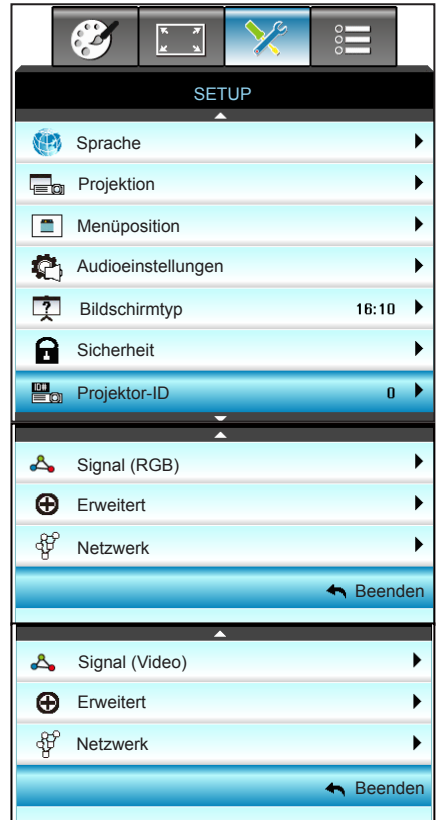 SETUP
Sprache
Projektion
Menüposition
Audioeinstellungen
Bildschirmtyp 16:10
Sicherheit
Projektor-ID 0
Signal (RGB)
Erweitert
Netzwerk
Beenden
Signal (Video)
Erweitert
Netzwerk
Beenden